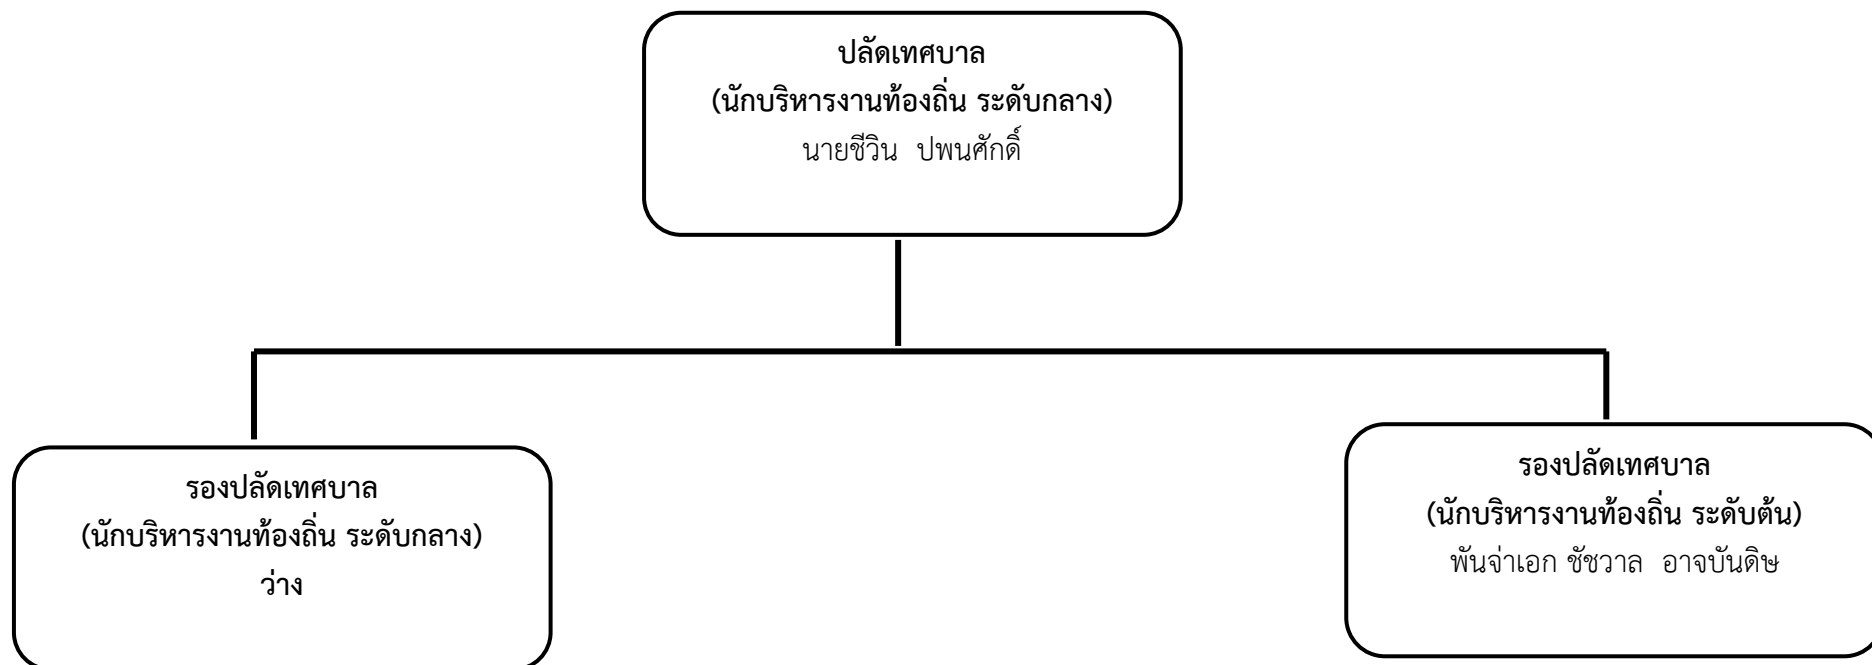 ปลัดเทศบาล
(นักบริหารงานท้องถิ่น ระดับกลาง)
นายชีวิน  ปพนศักดิ์
รองปลัดเทศบาล
(นักบริหารงานท้องถิ่น ระดับกลาง)
ว่าง
รองปลัดเทศบาล
(นักบริหารงานท้องถิ่น ระดับต้น)
พันจ่าเอก ชัชวาล  อาจบันดิษ